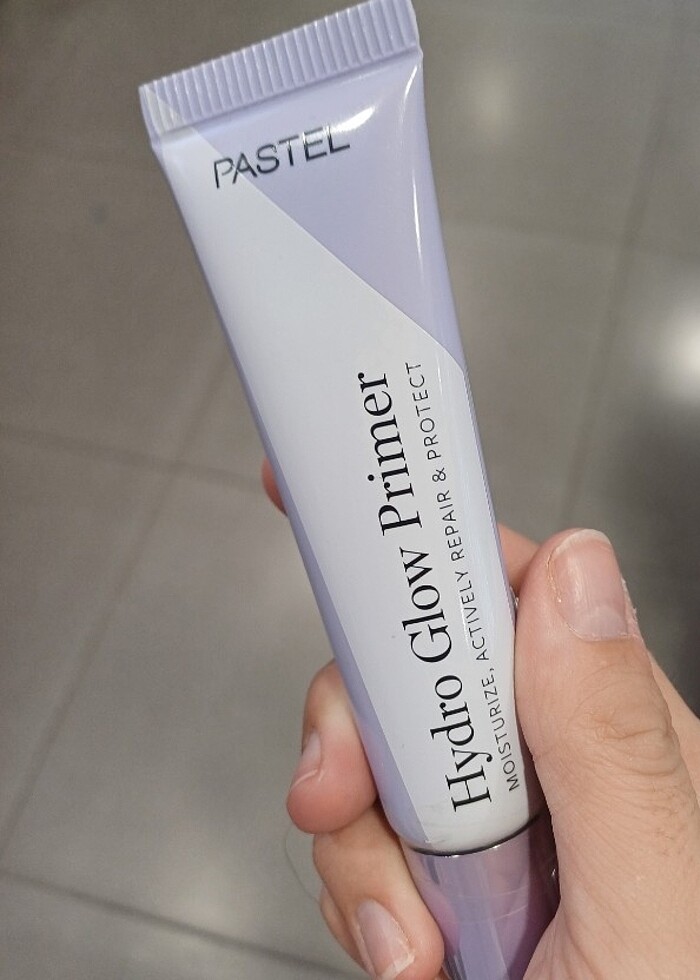 PASTEL
Hydro Glow Primer
MOISTURIZE, ACTIVELY REPAIR & PROTECT